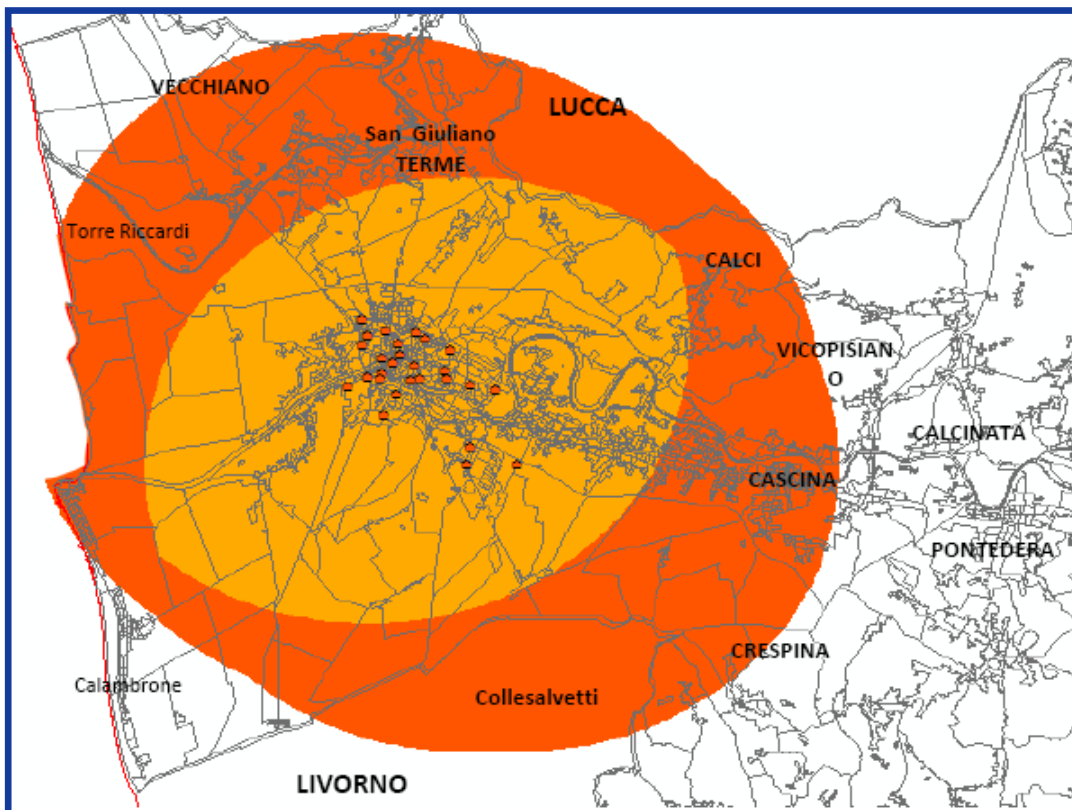 VECCHIANO
LUCCA
San Giuliano
TERME
Torre Riccardi
CALCI
VICOPISIAN
O
CALCINATA
CASCINA
PONTEDERA
CRESPINA
Calambrone
Collesalvetti
LIVORNO